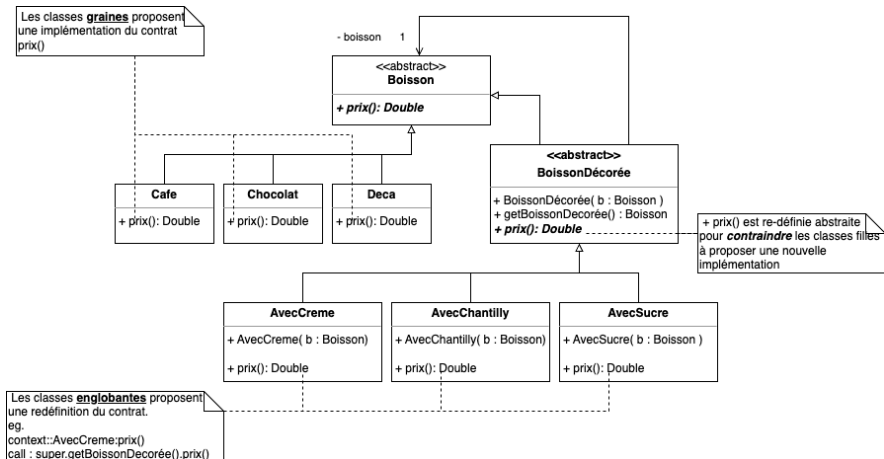 Les classes graines proposent
une implémentation du contrat
prix()
- boisson 1
<<abstract>>
Boisson
+ prix(): Double
<<abstract>>
BoissonDécorée
+ BoissonDécorée( b : Boisson )
+ getBoissonDecorée() : Boisson
+ prix(): Double
Cafe
+ prix(): Double
Chocolat
+ prix(): Double
Deca
+ prix(): Double
+ prix() est re-définie abstraite
pour contraindre les classes filles
à proposer une nouvelle
implémentation
AvecCreme
+ AvecCreme( b : Boisson)
+ prix(): Double
AvecChantilly
+ AvecChantilly( b : Boisson)
+ prix(): Double
AvecSucre
+ AvecSucre( b : Boisson )
+ prix(): Double
Les classes englobantes proposent
une redéfinition du contrat.
eg.
context::AvecCreme:prix()
call : super.getBoissonDecorée().prix()